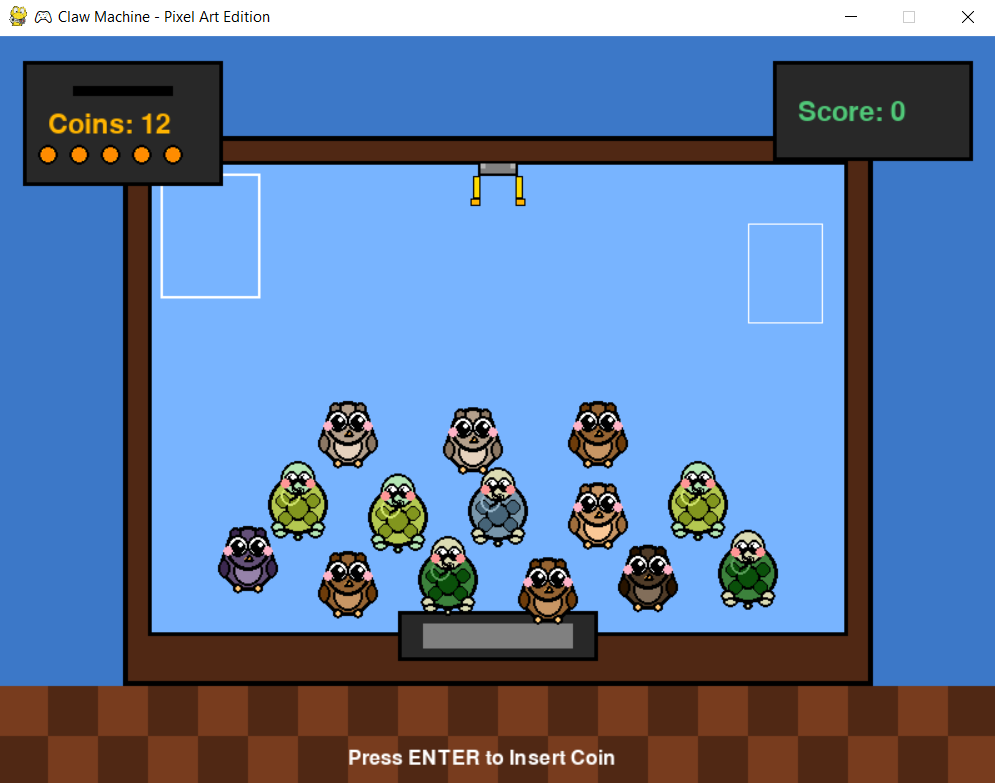 Claw Machine - Pixel Art Edition
Coins: 12
Score: 0
Press ENTER to Insert Coin